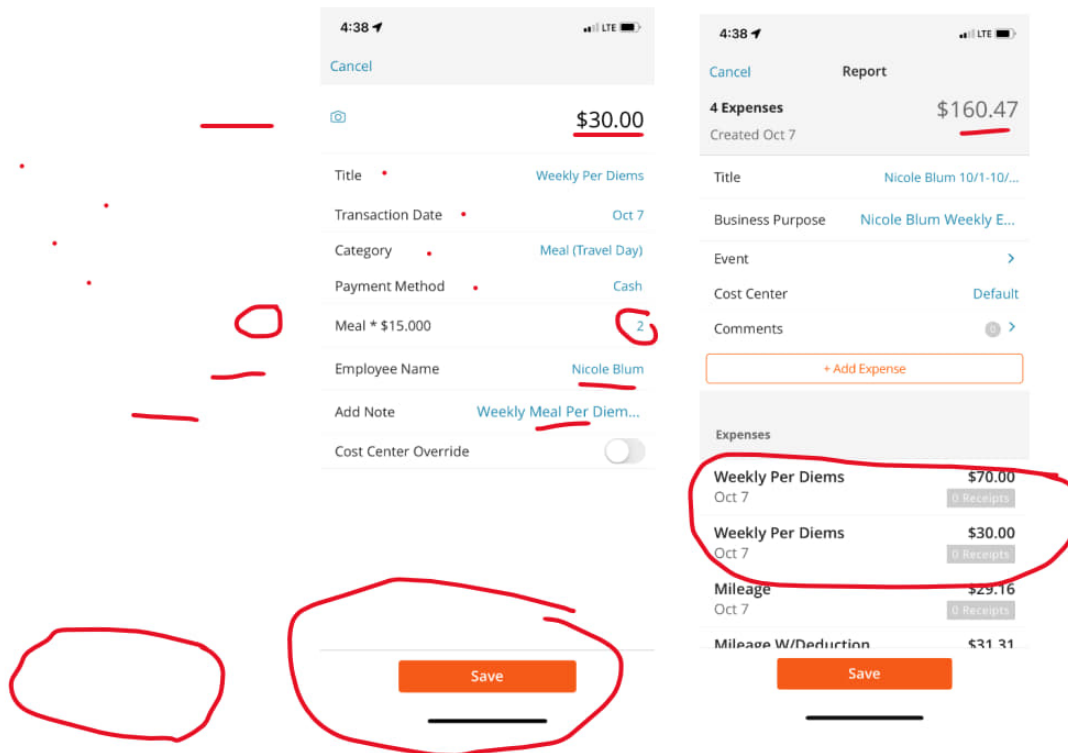 4:38
LTE
Cancel
$30.00
Title Weekly Per Diems
Transaction Date Oct 7
Category Meal (Travel Day)
Payment Method Cash
Meal * $15.000 2
Employee Name Nicole Blum
Add Note Weekly Meal Per Diem...
Cost Center Override
Save
4:38
LTE
Cancel Report
4 Expenses $160.47
Created Oct 7
Title Nicole Blum 10/1-10/...
Business Purpose Nicole Blum Weekly E...
Event
Cost Center Default
Comments 0
+ Add Expense
Expenses
Weekly Per Diems $70.00
Oct 7 0 Receipts
Weekly Per Diems $30.00
Oct 7 0 Receipts
Mileage $29.16
Oct 7 0 Receipts
Mileage W/Deduction $31.31
Save